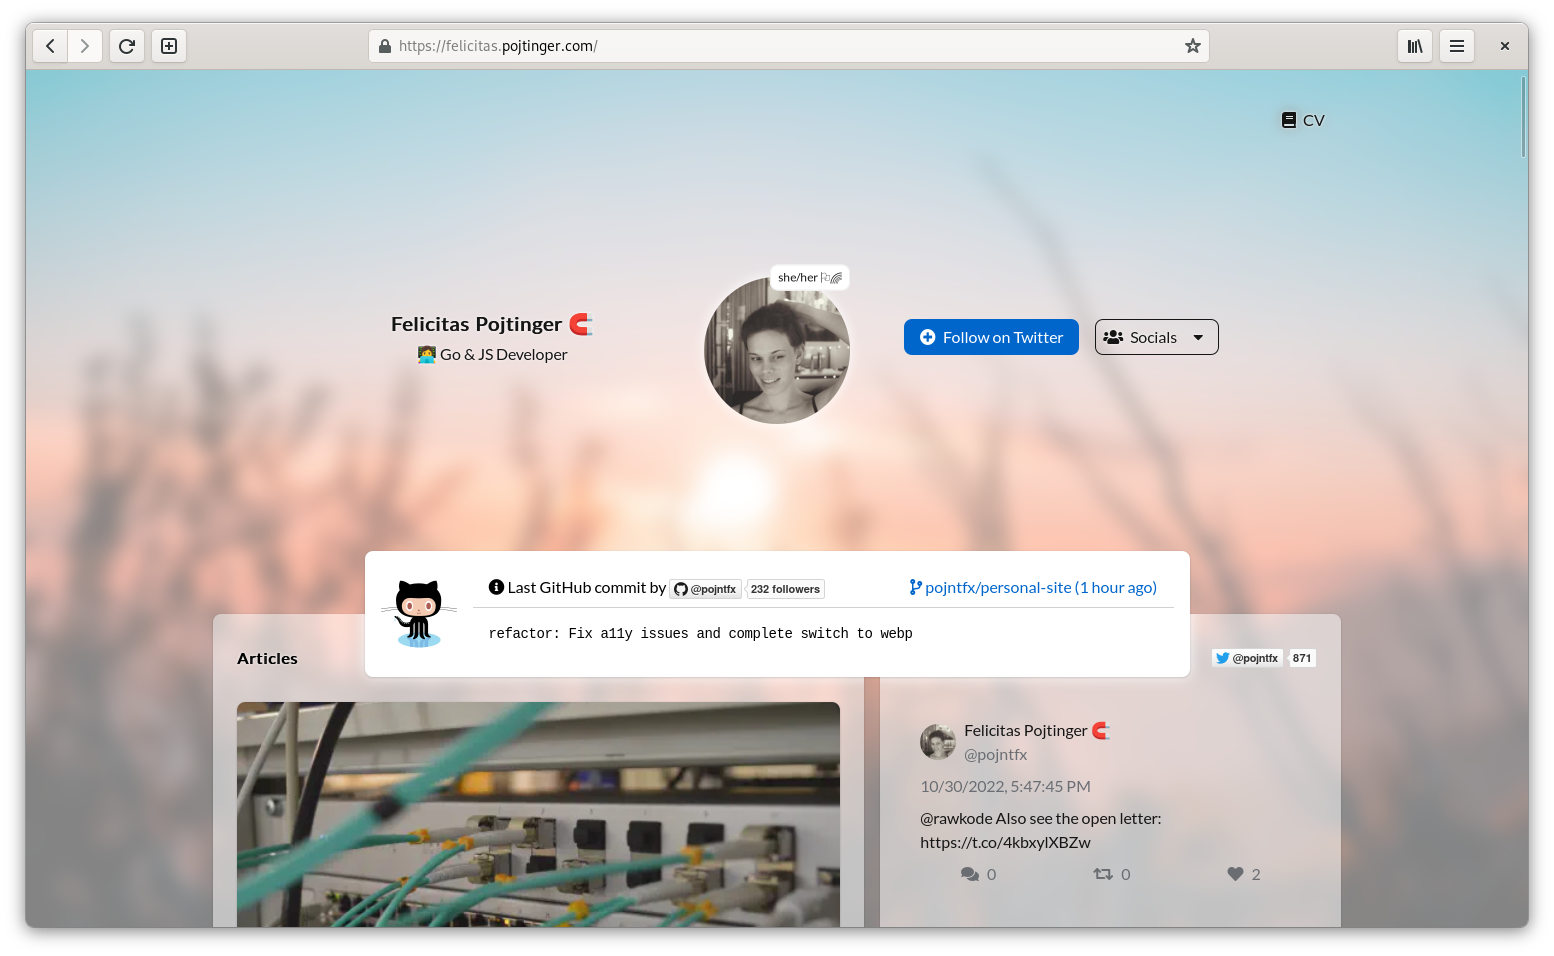 https://felicitas.pojtinger.com/
CV
she/her
Felicitas Pojtinger
Go & JS Developer
Follow on Twitter
Socials
Last GitHub commit by @pojntfx 232 followers
pojntfx/personal-site (1 hour ago)
refactor: Fix a11y issues and complete switch to webp
Articles
@pojntfx 871
Felicitas Pojtinger
@pojntfx
10/30/2022, 5:47:45 PM
@rawkode Also see the open letter:
https://t.co/4kbxylXBZw
0 0 2